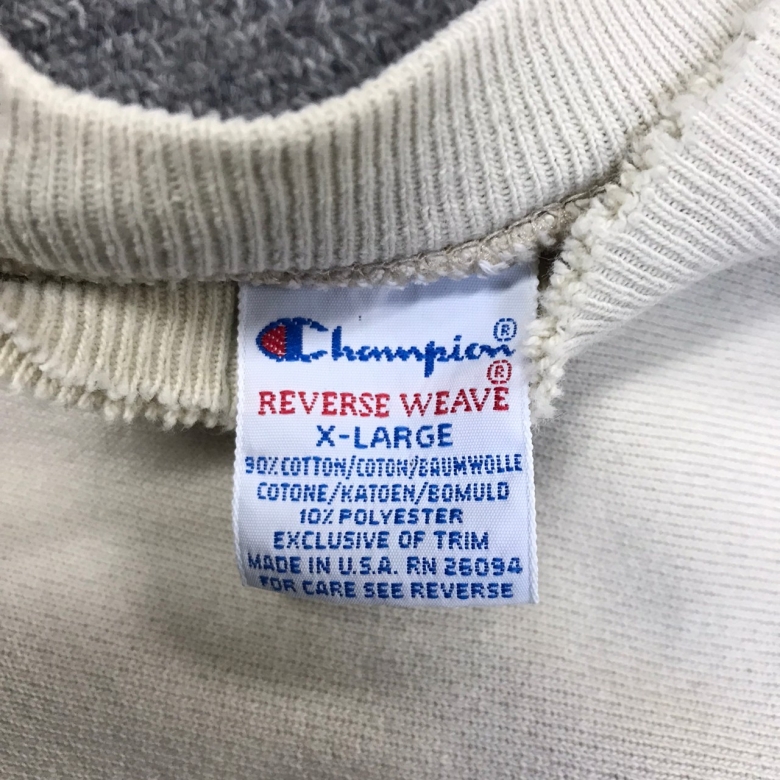 Champion®
REVERSE WEAVE®
X-LARGE
90% COTTON/COTON/BAUMWOLLE
COTONE/KATOEN/BOMULD
10% POLYESTER
EXCLUSIVE OF TRIM
MADE IN U.S.A. RN 26094
FOR CARE SEE REVERSE